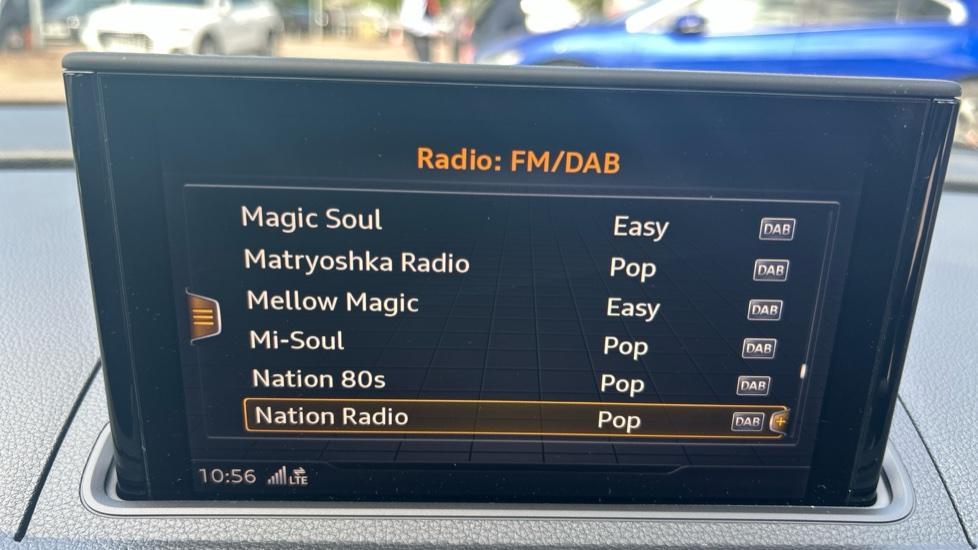 Radio: FM/DAB
Magic Soul Easy DAB
Matryoshka Radio Pop DAB
Mellow Magic Easy DAB
Mi-Soul Pop DAB
Nation 80s Pop DAB
Nation Radio Pop DAB +
10:56 LTE